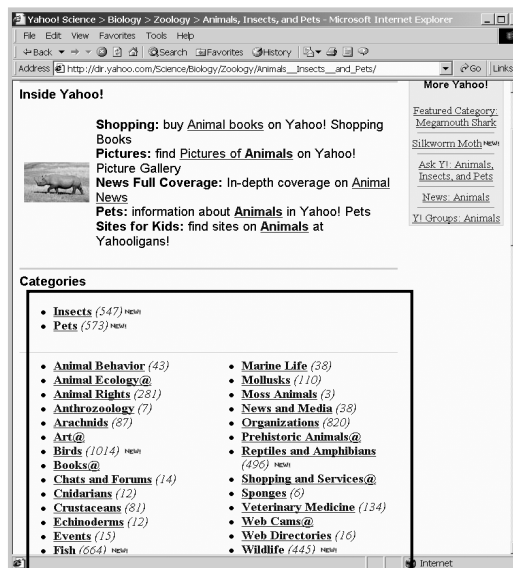 Yahoo! Science > Biology > Zoology > Animals, Insects, and Pets - Microsoft Internet Explorer
File Edit View Favorites Tools Help
Back Search Favorites History
Address http://dir.yahoo.com/Science/Biology/Zoology/Animals__Insects__and_Pets/ Go Links
Inside Yahoo!
Shopping: buy Animal books on Yahoo! Shopping
Books
Pictures: find Pictures of Animals on Yahoo!
Picture Gallery
News Full Coverage: In-depth coverage on Animal
News
Pets: information about Animals in Yahoo! Pets
Sites for Kids: find sites on Animals at
Yahooligans!
More Yahoo!
Featured Category:
Megamouth Shark
Silkworm Moth NEW!
Ask Y!: Animals,
Insects, and Pets
News: Animals
Y! Groups: Animals
Categories
Insects (547) NEW!
Pets (573) NEW!
Animal Behavior (43)
Animal Ecology@
Animal Rights (281)
Anthrozoology (7)
Arachnids (87)
Art@
Birds (1014) NEW!
Books@
Chats and Forums (14)
Cnidarians (12)
Crustaceans (81)
Echinoderms (12)
Events (15)
Fish (664) NEW!
Marine Life (38)
Mollusks (110)
Moss Animals (3)
News and Media (38)
Organizations (820)
Prehistoric Animals@
Reptiles and Amphibians
(496) NEW!
Shopping and Services@
Sponges (6)
Veterinary Medicine (134)
Web Cams@
Web Directories (16)
Wildlife (445) NEW!
Internet